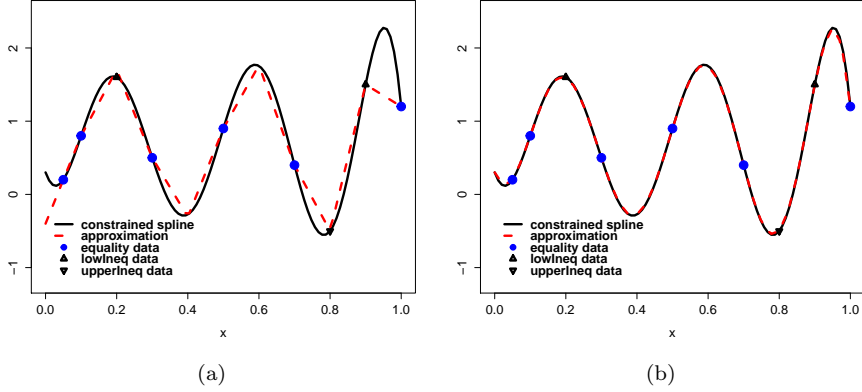 2
1
0
−1
constrained spline
approximation
equality data
lowIneq data
upperIneq data
0.0 0.2 0.4 0.6 0.8 1.0
x
(a)
2
1
0
−1
constrained spline
approximation
equality data
lowIneq data
upperIneq data
0.0 0.2 0.4 0.6 0.8 1.0
x
(b)